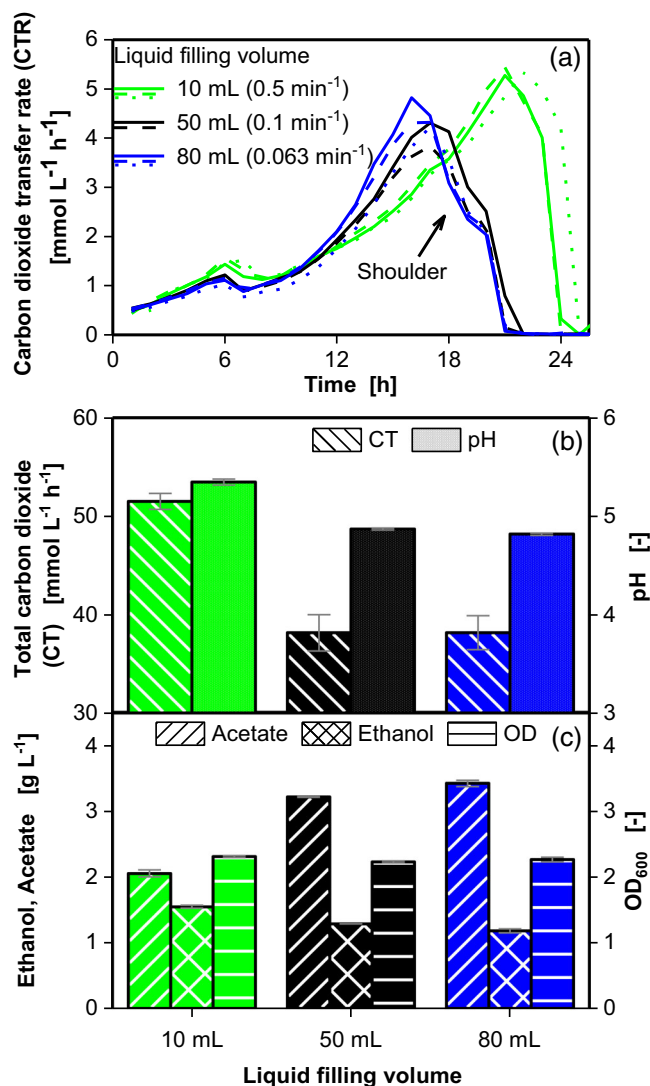 Carbon dioxide transfer rate (CTR)
[mmol L⁻¹ h⁻¹]
6
5
4
3
2
1
0
(a)
Liquid filling volume
10 mL (0.5 min⁻¹)
50 mL (0.1 min⁻¹)
80 mL (0.063 min⁻¹)
Shoulder
0 6 12 18 24
Time [h]
Total carbon dioxide
(CT) [mmol L⁻¹ h⁻¹]
60
50
40
30
CT pH (b)
6
5
4
3
pH [-]
Ethanol, Acetate [g L⁻¹]
4
3
2
1
0
Acetate Ethanol OD (c)
4
3
2
1
0
OD₆₀₀ [-]
10 mL 50 mL 80 mL
Liquid filling volume